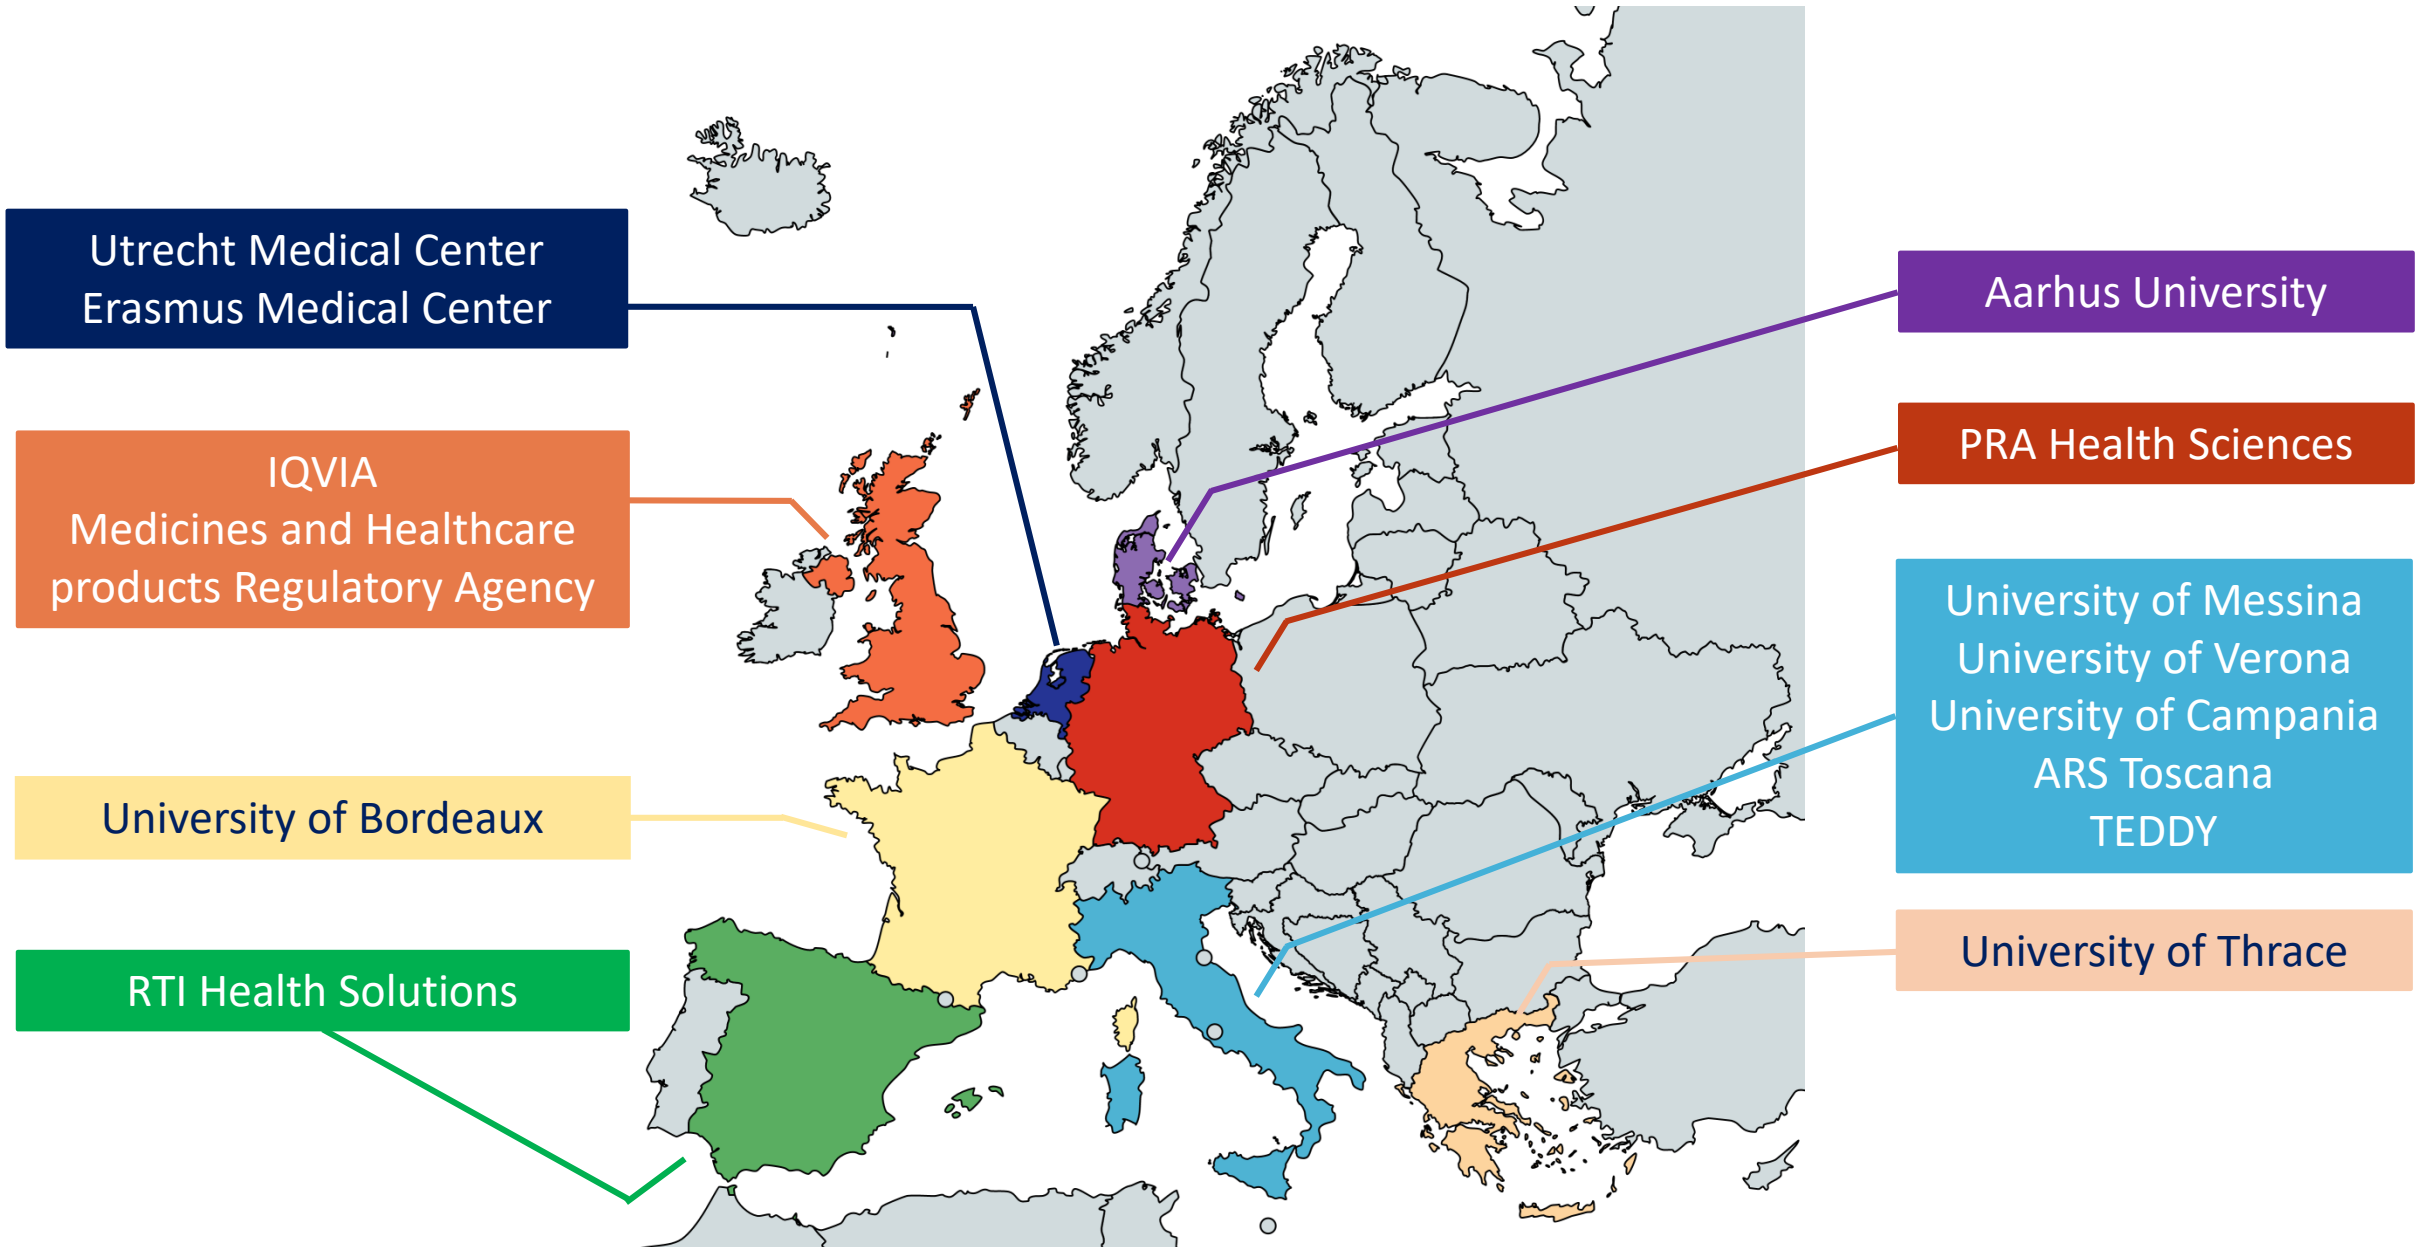 Utrecht Medical Center
Erasmus Medical Center
IQVIA
Medicines and Healthcare
products Regulatory Agency
University of Bordeaux
RTI Health Solutions
Aarhus University
PRA Health Sciences
University of Messina
University of Verona
University of Campania
ARS Toscana
TEDDY
University of Thrace